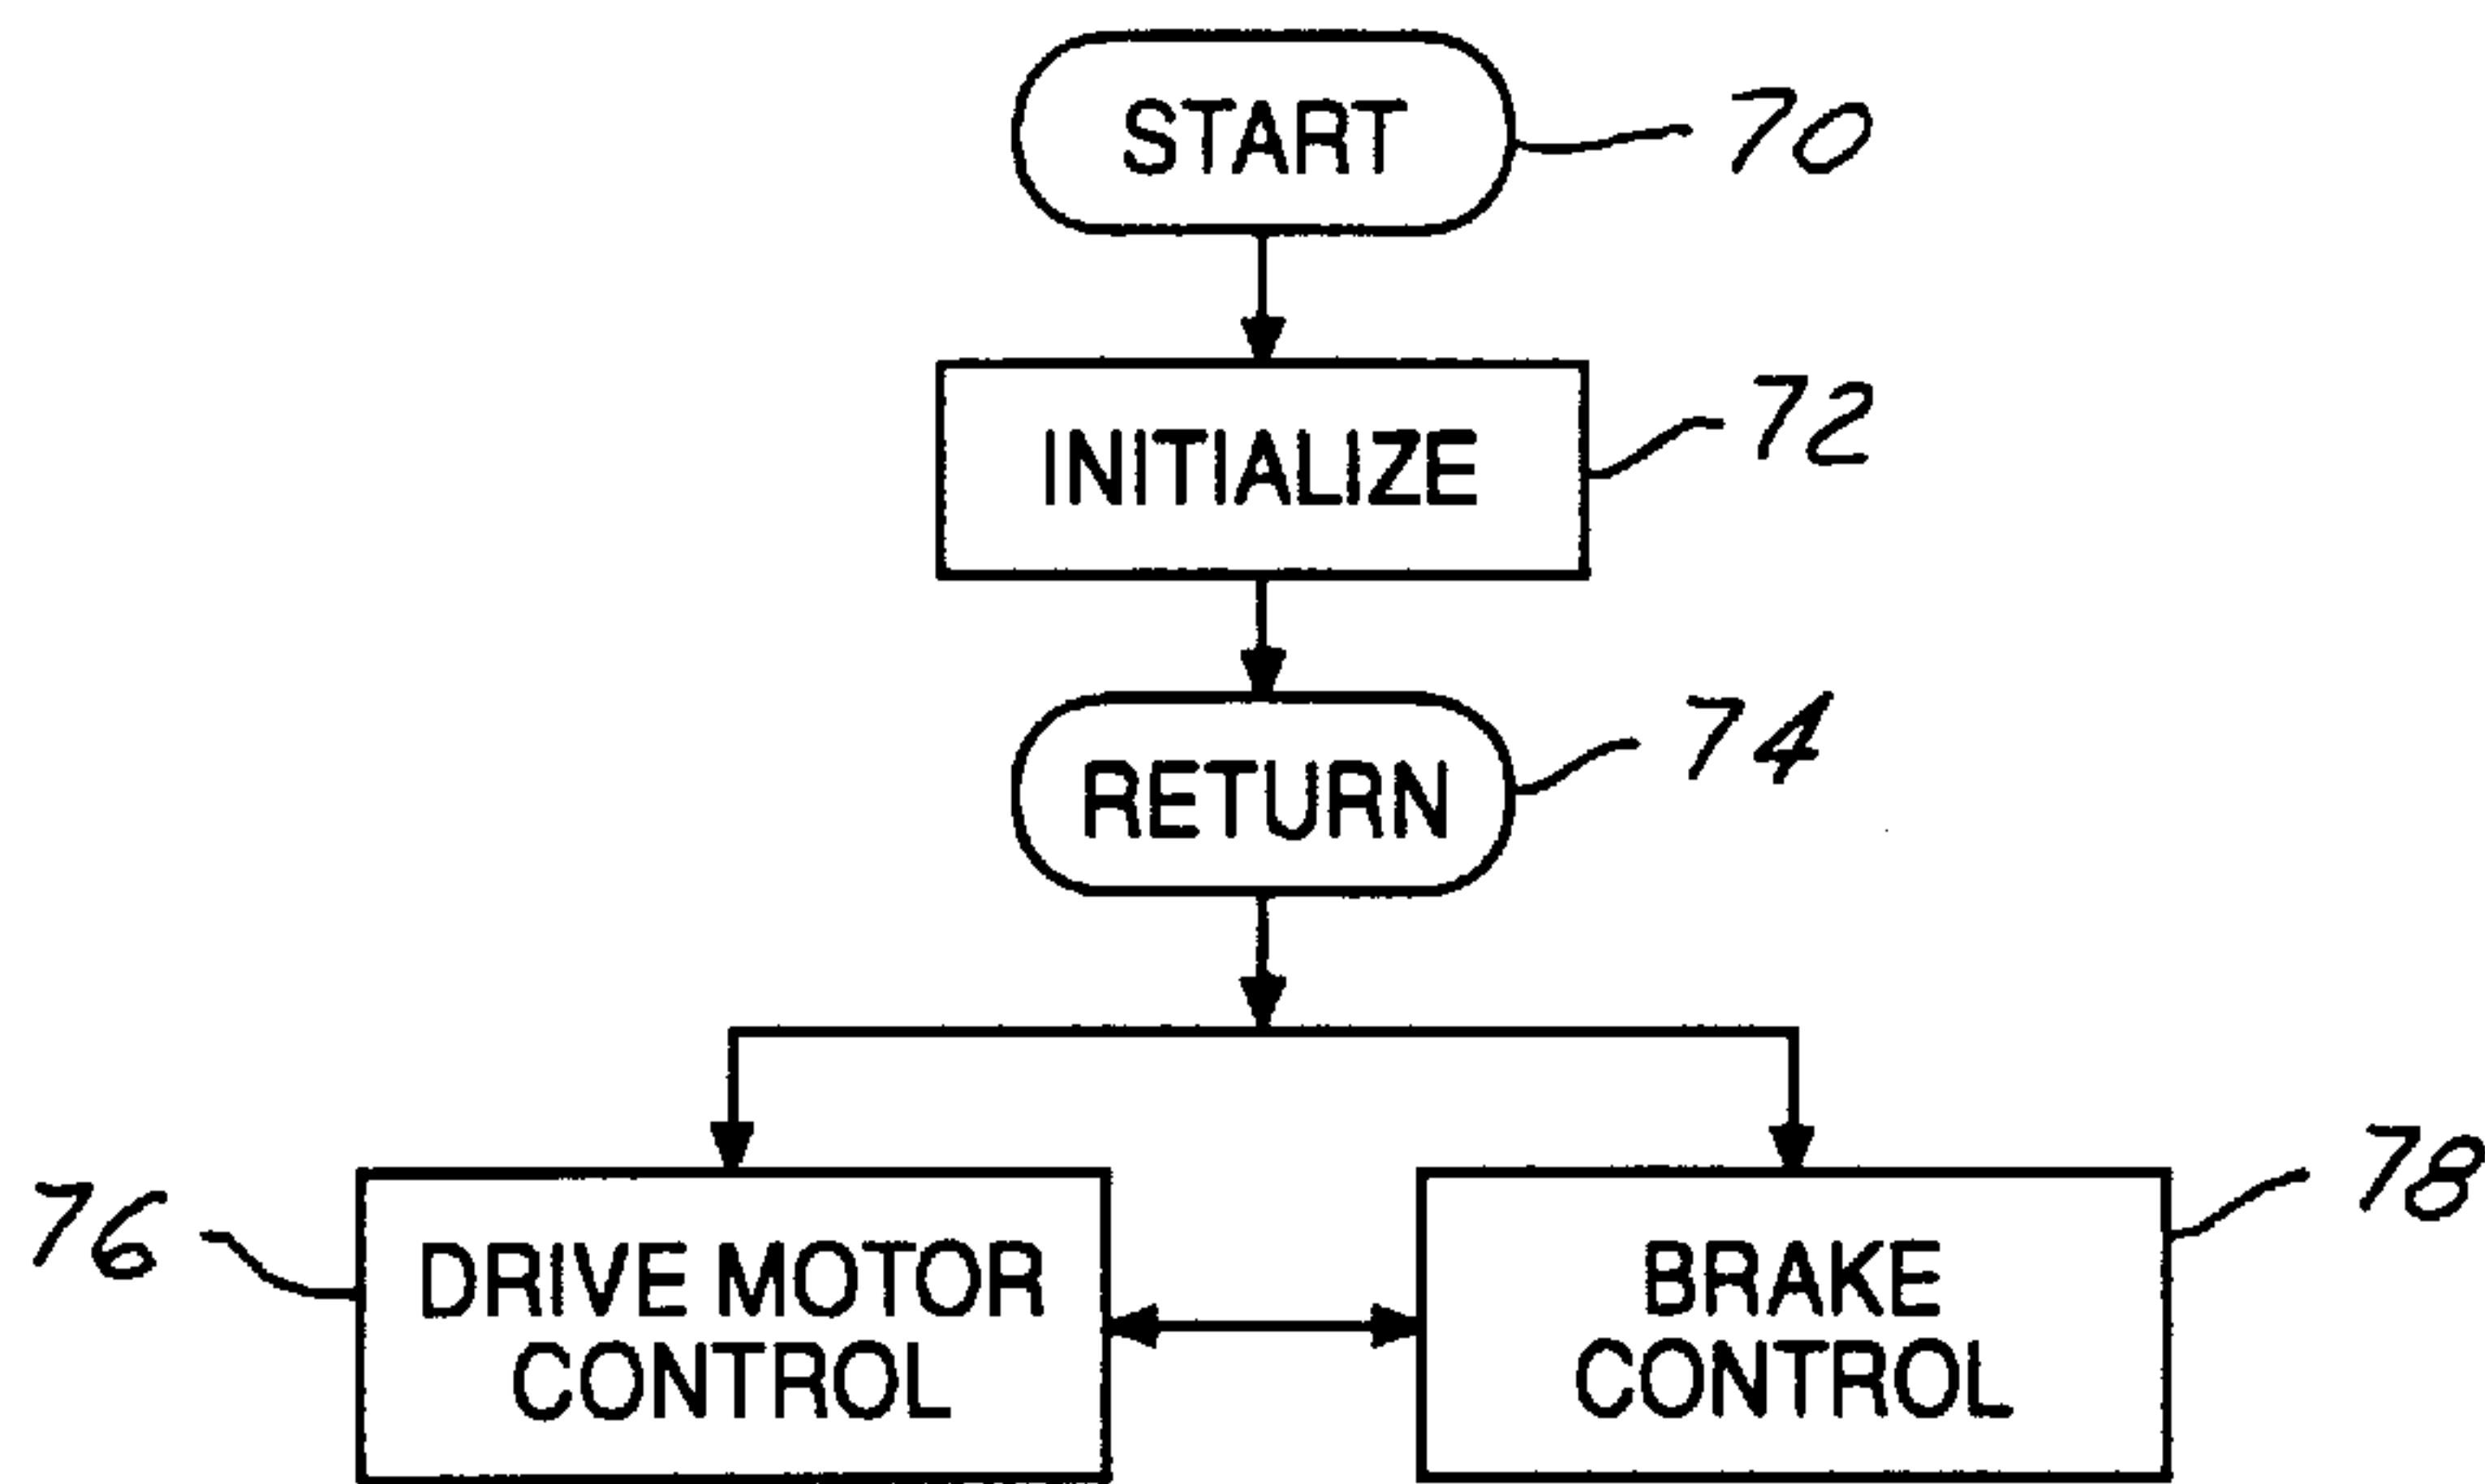 START
70
INITIALIZE
72
RETURN
74
76
DRIVE MOTOR
CONTROL
BRAKE
CONTROL
78